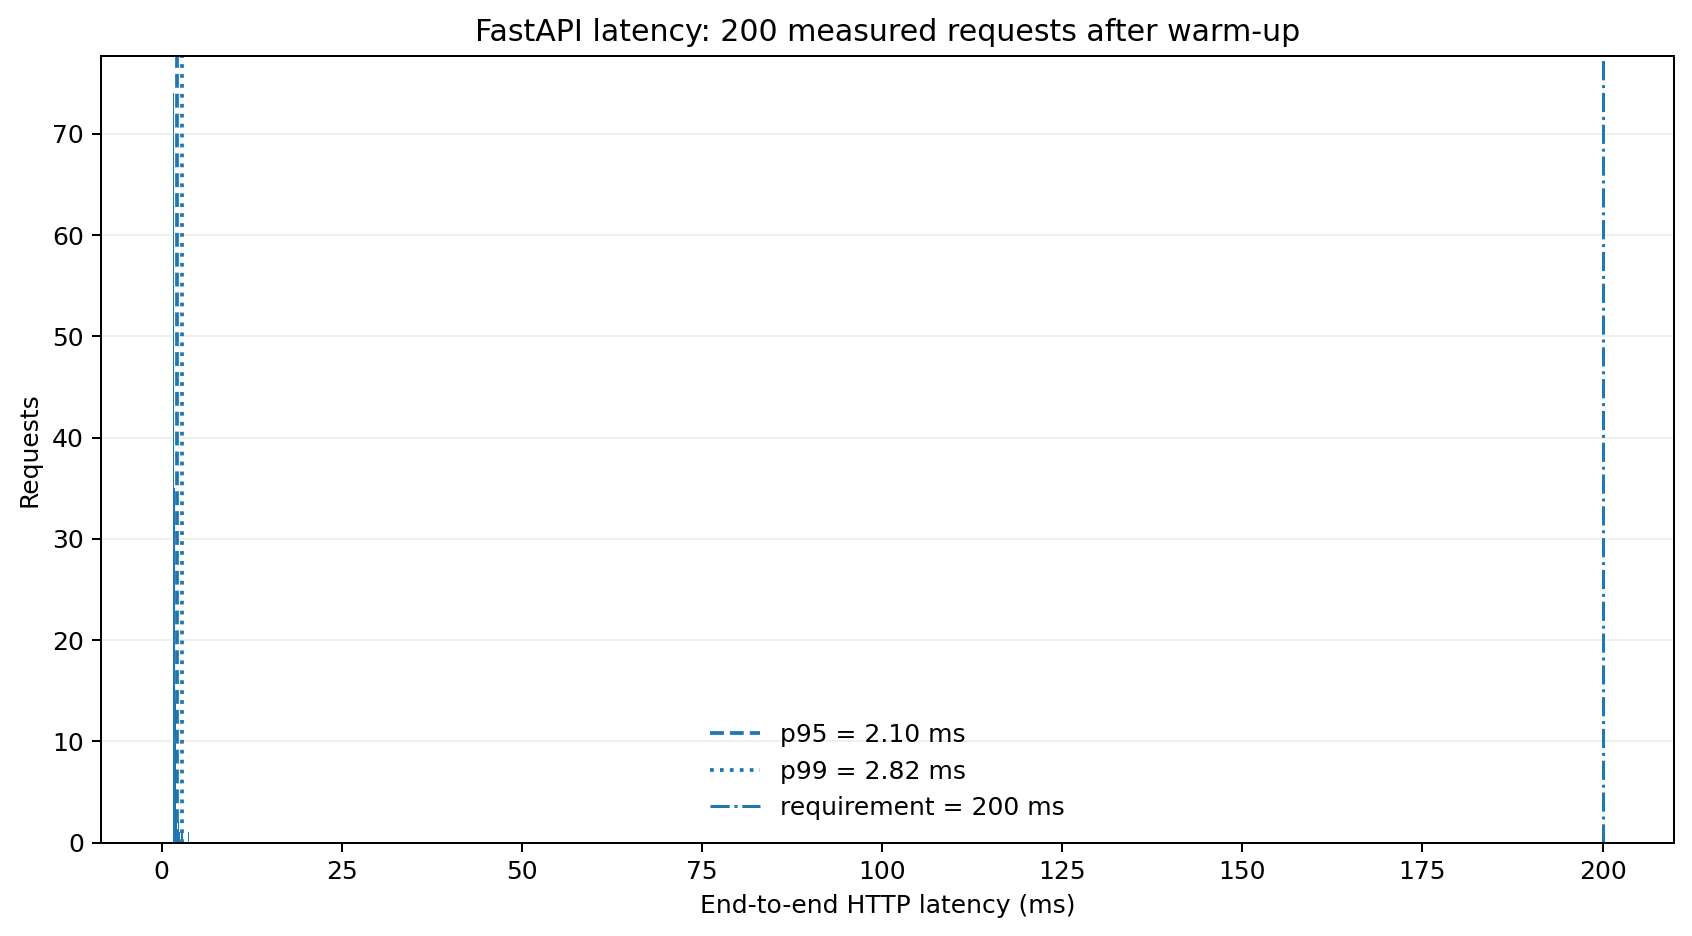 FastAPI latency: 200 measured requests after warm-up
Requests
70
60
50
40
30
20
10
0
p95 = 2.10 ms
p99 = 2.82 ms
requirement = 200 ms
0 25 50 75 100 125 150 175 200
End-to-end HTTP latency (ms)